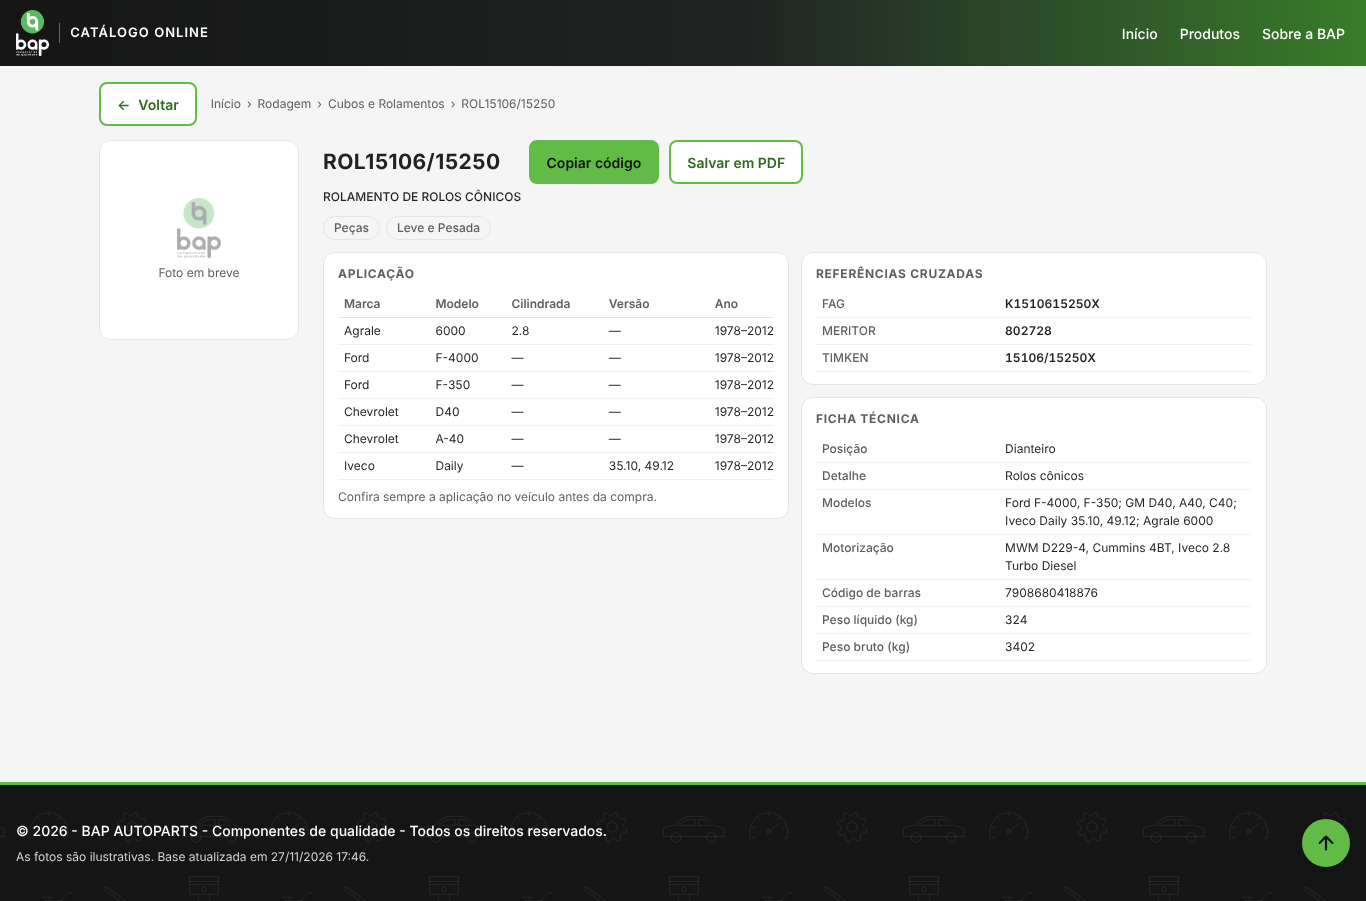 bap
CATÁLOGO ONLINE
Início
Produtos
Sobre a BAP
← Voltar
Início › Rodagem › Cubos e Rolamentos › ROL15106/15250
bap
Foto em breve
ROL15106/15250
Copiar código
Salvar em PDF
ROLAMENTO DE ROLOS CÔNICOS
Peças
Leve e Pesada
APLICAÇÃO
Marca Modelo Cilindrada Versão Ano
Agrale 6000 2.8 — 1978–2012
Ford F-4000 — — 1978–2012
Ford F-350 — — 1978–2012
Chevrolet D40 — — 1978–2012
Chevrolet A-40 — — 1978–2012
Iveco Daily — 35.10, 49.12 1978–2012
Confira sempre a aplicação no veículo antes da compra.
REFERÊNCIAS CRUZADAS
FAG K1510615250X
MERITOR 802728
TIMKEN 15106/15250X
FICHA TÉCNICA
Posição Dianteiro
Detalhe Rolos cônicos
Modelos Ford F-4000, F-350; GM D40, A40, C40;
Iveco Daily 35.10, 49.12; Agrale 6000
Motorização MWM D229-4, Cummins 4BT, Iveco 2.8
Turbo Diesel
Código de barras 7908680418876
Peso líquido (kg) 324
Peso bruto (kg) 3402
© 2026 - BAP AUTOPARTS - Componentes de qualidade - Todos os direitos reservados.
As fotos são ilustrativas. Base atualizada em 27/11/2026 17:46.